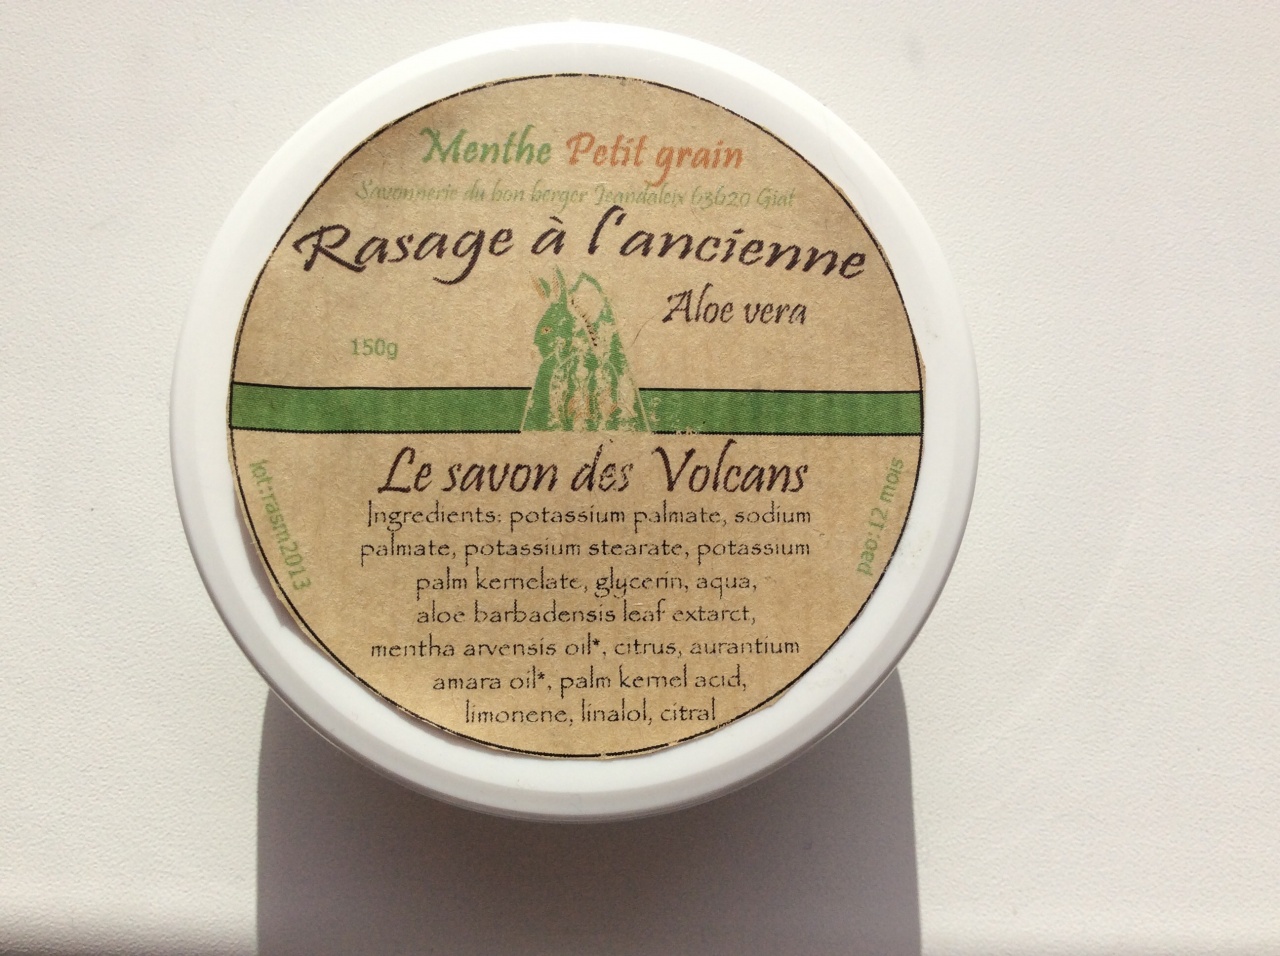 Menthe Petit grain
Savonnerie du bon berger Jeandaleix 63620 Giat
Rasage à l'ancienne
Aloe vera
150g
Le savon des Volcans
Ingredients: potassium palmate, sodium
palmate, potassium stearate, potassium
palm kernelate, glycerin, aqua,
aloe barbadensis leaf extarct,
mentha arvensis oil*, citrus, aurantium
amara oil*, palm kernel acid,
limonene, linalol, citral
lot:rasm2013
pao:12 mois